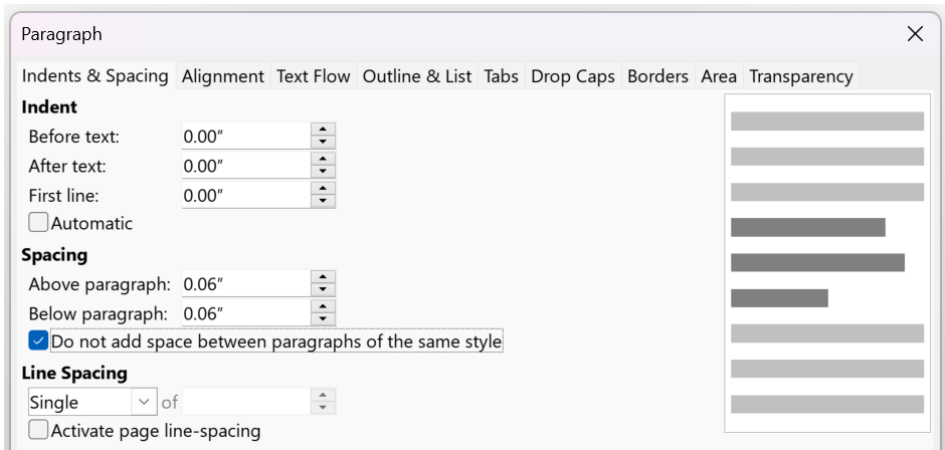 Paragraph
Indents & Spacing Alignment Text Flow Outline & List Tabs Drop Caps Borders Area Transparency
Indent
Before text: 0.00″
After text: 0.00″
First line: 0.00″
Automatic
Spacing
Above paragraph: 0.06″
Below paragraph: 0.06″
Do not add space between paragraphs of the same style
Line Spacing
Single of
Activate page line-spacing